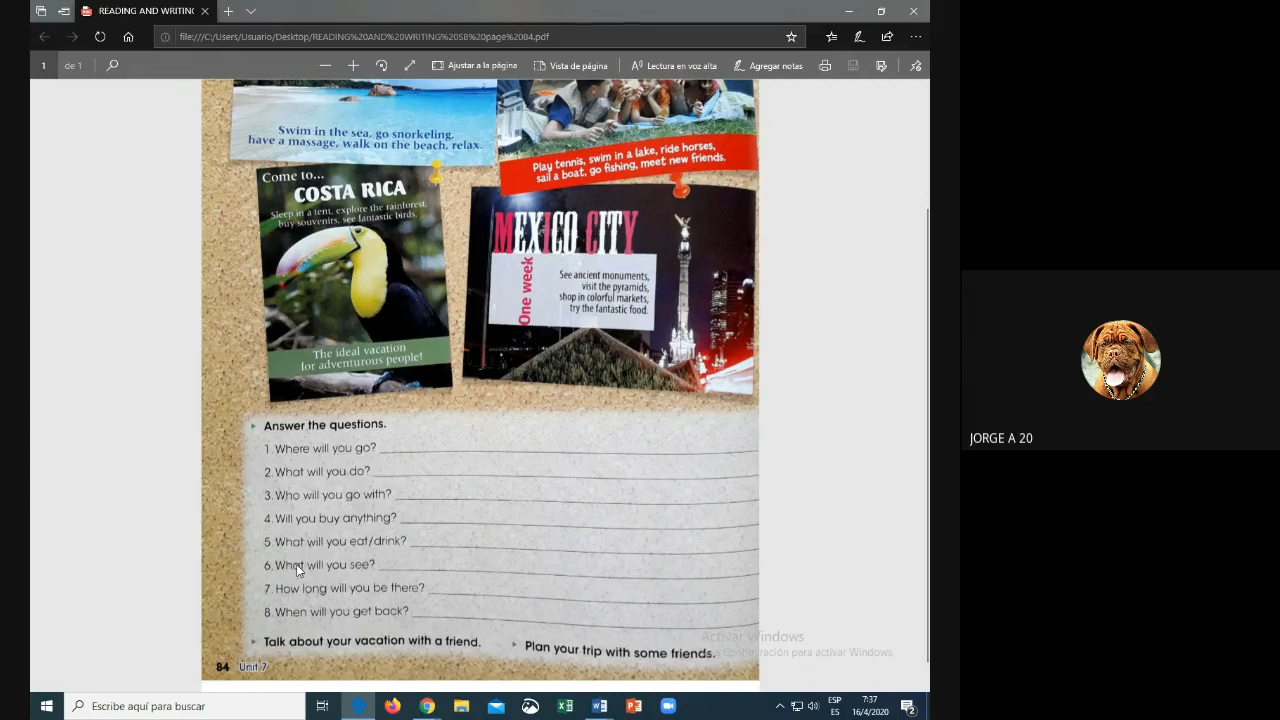 READING AND WRITING
file:///C:/Users/Usuario/Desktop/READING%20AND%20WRITING%20SB%20page%2084.pdf
1 de 1
Ajustar a la página
Vista de página
Lectura en voz alta
Agregar notas
Swim in the sea, go snorkeling,
have a massage, walk on the beach, relax.
Play tennis, swim in a lake, ride horses,
sail a boat, go fishing, meet new friends.
Come to...
COSTA RICA
Sleep in a tent, explore the rainforest,
buy souvenirs, see fantastic birds.
The ideal vacation
for adventurous people!
MEXICO CITY
One week
See ancient monuments,
visit the pyramids,
shop in colorful markets,
try the fantastic food.
Answer the questions.
1. Where will you go?
2. What will you do?
3. Who will you go with?
4. Will you buy anything?
5. What will you eat/drink?
6. What will you see?
7. How long will you be there?
8. When will you get back?
Talk about your vacation with a friend.
Plan your trip with some friends.
84 Unit 7
Activar Windows
Configuración para activar Windows.
JORGE A 20
Escribe aquí para buscar
ESP
ES
7:37
16/4/2020
2